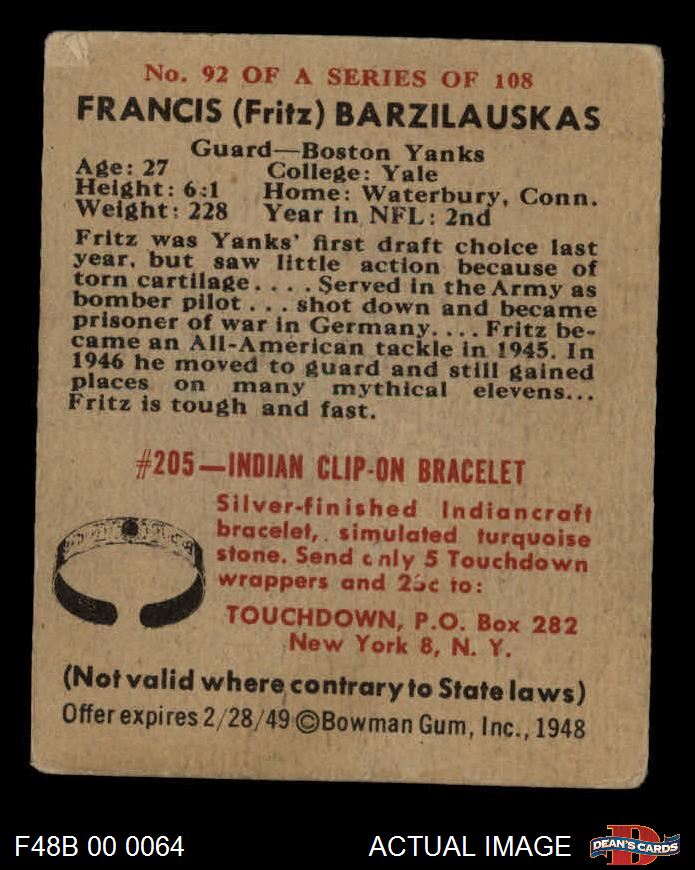 No. 92 OF A SERIES OF 108
FRANCIS (Fritz) BARZILAUSKAS
Guard—Boston Yanks
Age: 27 College: Yale
Height: 6:1 Home: Waterbury, Conn.
Weight: 228 Year in NFL: 2nd
Fritz was Yanks' first draft choice last
year, but saw little action because of
torn cartilage.... Served in the Army as
bomber pilot... shot down and became
prisoner of war in Germany.... Fritz be-
came an All-American tackle in 1945. In
1946 he moved to guard and still gained
places on many mythical elevens...
Fritz is tough and fast.
#205—INDIAN CLIP-ON BRACELET
Silver-finished Indiancraft
bracelet, simulated turquoise
stone. Send only 5 Touchdown
wrappers and 25c to:
TOUCHDOWN, P.O. Box 282
New York 8, N. Y.
(Not valid where contrary to State laws)
Offer expires 2/28/49 ©Bowman Gum, Inc., 1948
F48B 00 0064 ACTUAL IMAGE
D
DEAN'S CARDS